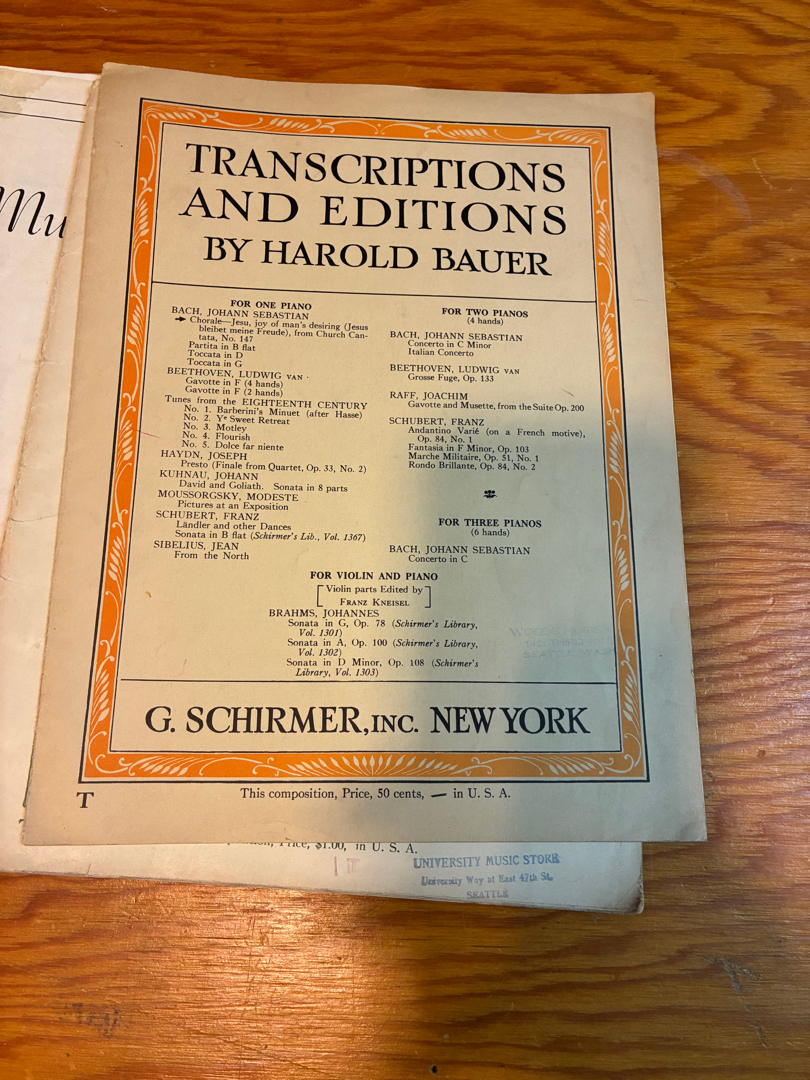 Mu
TRANSCRIPTIONS
AND EDITIONS
BY HAROLD BAUER
FOR ONE PIANO
BACH, JOHANN SEBASTIAN
Chorale—Jesu, joy of man's desiring (Jesus
bleibet meine Freude), from Church Can-
tata, No. 147
Partita in B flat
Toccata in D
Toccata in G
BEETHOVEN, LUDWIG VAN
Gavotte in F (4 hands)
Gavotte in F (2 hands)
Tunes from the EIGHTEENTH CENTURY
No. 1. Barberini's Minuet (after Hasse)
No. 2. Yᵉ Sweet Retreat
No. 3. Motley
No. 4. Flourish
No. 5. Dolce far niente
HAYDN, JOSEPH
Presto (Finale from Quartet, Op. 33, No. 2)
KUHNAU, JOHANN
David and Goliath. Sonata in 8 parts
MOUSSORGSKY, MODESTE
Pictures at an Exposition
SCHUBERT, FRANZ
Ländler and other Dances
Sonata in B flat (Schirmer's Lib., Vol. 1367)
SIBELIUS, JEAN
From the North
FOR TWO PIANOS
(4 hands)
BACH, JOHANN SEBASTIAN
Concerto in C Minor
Italian Concerto
BEETHOVEN, LUDWIG VAN
Grosse Fuge, Op. 133
RAFF, JOACHIM
Gavotte and Musette, from the Suite Op. 200
SCHUBERT, FRANZ
Andantino Varié (on a French motive),
Op. 84, No. 1
Fantasia in F Minor, Op. 103
Marche Militaire, Op. 51, No. 1
Rondo Brillante, Op. 84, No. 2
FOR THREE PIANOS
(6 hands)
BACH, JOHANN SEBASTIAN
Concerto in C
FOR VIOLIN AND PIANO
[Violin parts Edited by
FRANZ KNEISEL]
BRAHMS, JOHANNES
Sonata in G, Op. 78 (Schirmer's Library,
Vol. 1301)
Sonata in A, Op. 100 (Schirmer's Library,
Vol. 1302)
Sonata in D Minor, Op. 108 (Schirmer's
Library, Vol. 1303)
G. SCHIRMER, INC. NEW YORK
T
This composition, Price, 50 cents, — in U. S. A.
Price, $1.00, in U. S. A.
UNIVERSITY MUSIC STORE
University Way at East 47th St.
SEATTLE